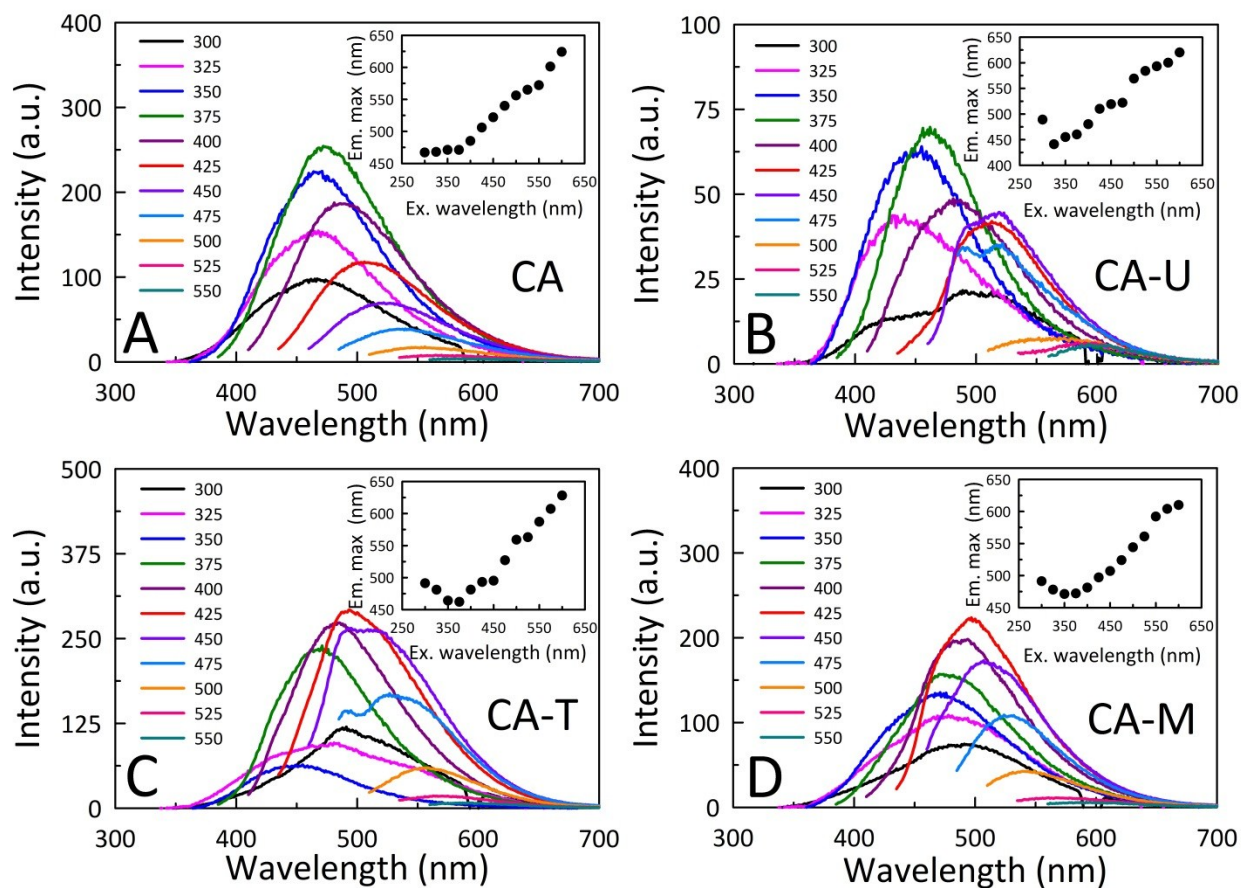 400
300
200
100
0
Intensity (a.u.)
300
325
350
375
400
425
450
475
500
525
550
650
600
550
500
450
Em. max (nm)
250 350 450 550 650
Ex. wavelength (nm)
CA
A
300 400 500 600 700
Wavelength (nm)
100
75
50
25
0
Intensity (a.u.)
300
325
350
375
400
425
450
475
500
525
550
650
600
550
500
450
400
Em. max (nm)
250 350 450 550 650
Ex. wavelength (nm)
CA-U
B
300 400 500 600 700
Wavelength (nm)
500
375
250
125
0
Intensity (a.u.)
300
325
350
375
400
425
450
475
500
525
550
650
600
550
500
450
Em. max (nm)
250 350 450 550 650
Ex. wavelength (nm)
CA-T
C
300 400 500 600 700
Wavelength (nm)
400
300
200
100
0
Intensity (a.u.)
300
325
350
375
400
425
450
475
500
525
550
650
600
550
500
450
Em. max (nm)
250 350 450 550 650
Ex. wavelength (nm)
CA-M
D
300 400 500 600 700
Wavelength (nm)